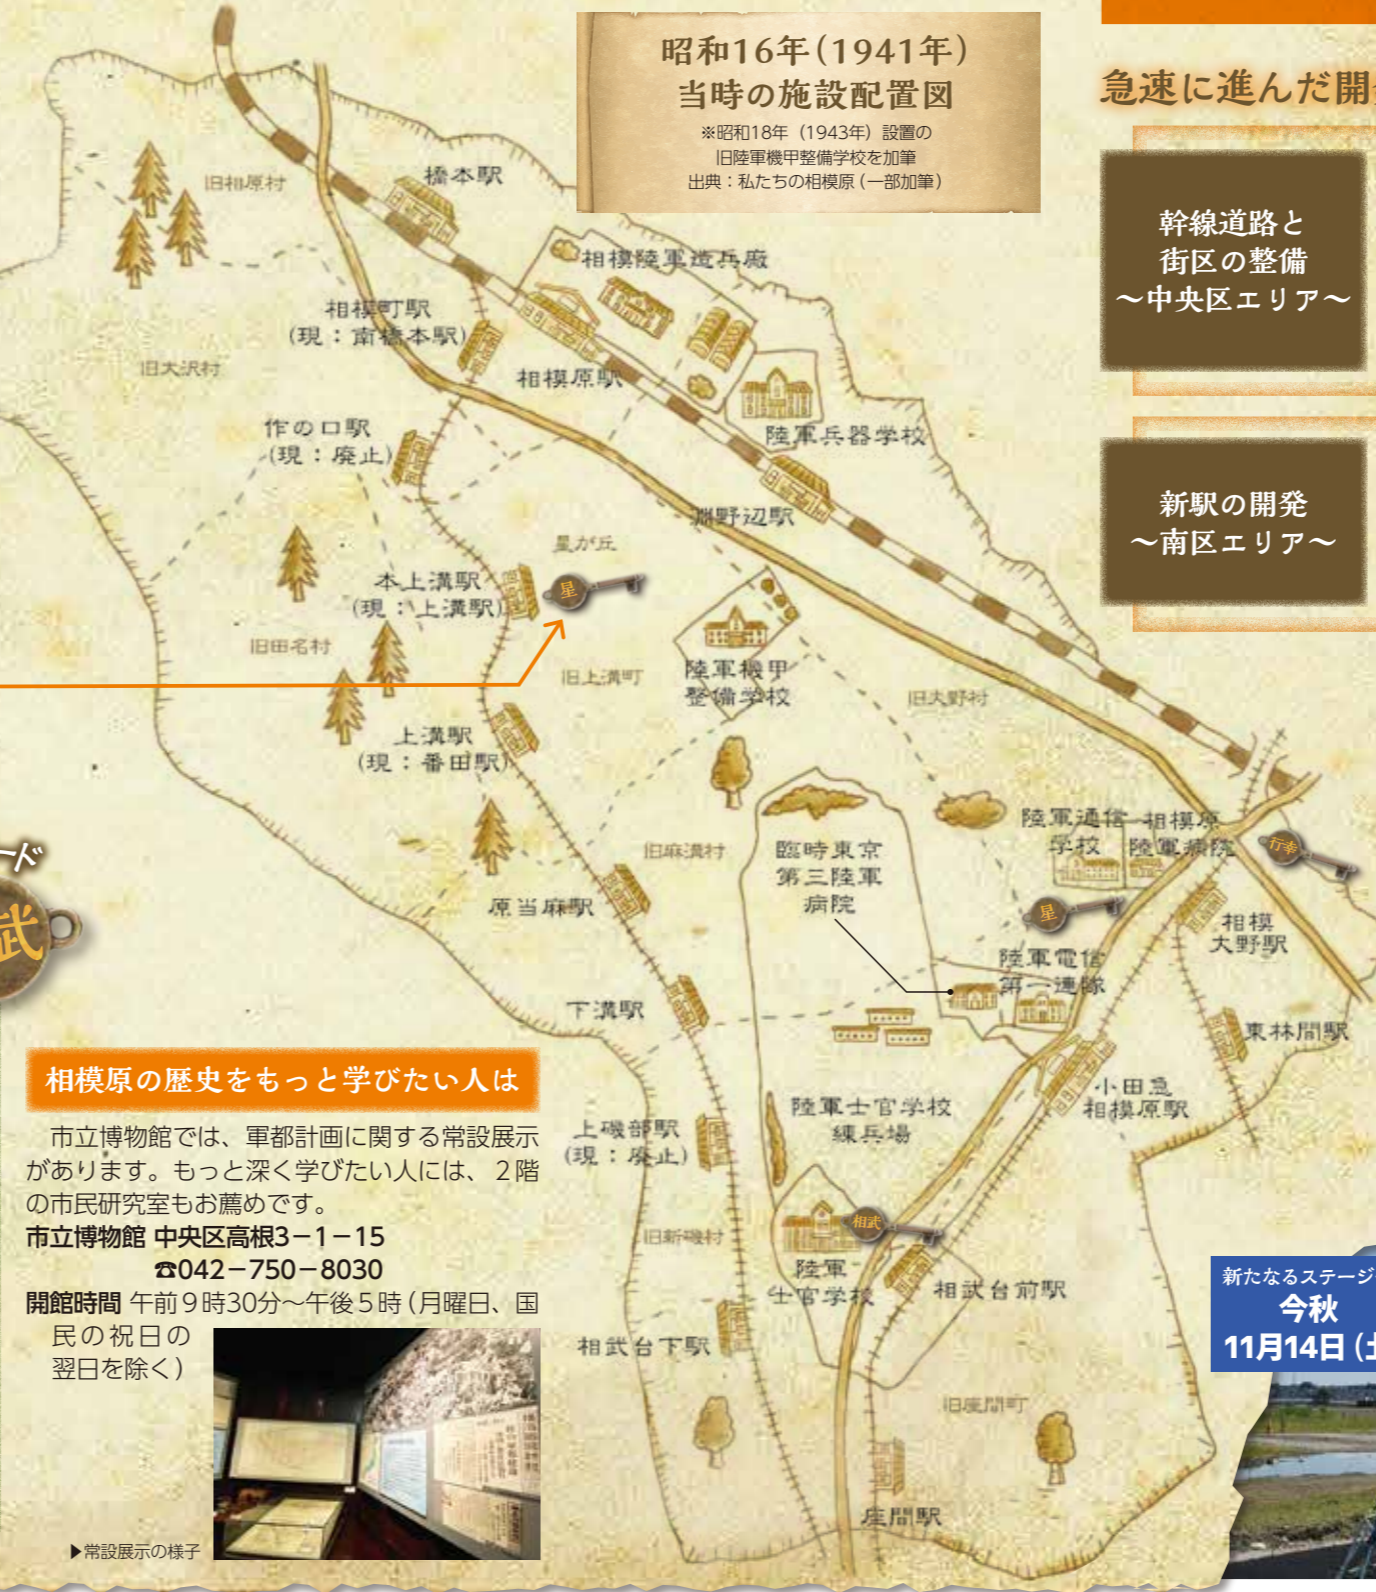 昭和16年(1941年)
当時の施設配置図
※昭和18年（1943年）設置の
旧陸軍機甲整備学校を加筆
出典：私たちの相模原（一部加筆）
急速に進んだ開
幹線道路と
街区の整備
〜中央区エリア〜
新駅の開発
〜南区エリア〜
旧相原村
橋本駅
相模陸軍造兵廠
相模町駅
(現：南橋本駅)
旧大沢村
相模原駅
陸軍兵器学校
作の口駅
(現：廃止)
淵野辺駅
星が丘
本上溝駅
(現：上溝駅)
星
旧田名村
旧上溝町
陸軍機甲
整備学校
旧大野村
上溝駅
(現：番田駅)
陸軍通信
学校
相模原
陸軍病院
行幸
旧麻溝村
臨時東京
第三陸軍
病院
ード
武
原当麻駅
星
相模
大野駅
陸軍電信
第一連隊
下溝駅
東林間駅
小田急
相模原駅
陸軍士官学校
練兵場
上磯部駅
(現：廃止)
旧新磯村
相武
陸軍
士官学校
相武台前駅
相武台下駅
旧座間町
座間駅
相模原の歴史をもっと学びたい人は
市立博物館では、軍都計画に関する常設展示
があります。もっと深く学びたい人には、２階
の市民研究室もお薦めです。
市立博物館 中央区高根3－1－15
☎042－750－8030
開館時間 午前９時30分〜午後５時（月曜日、国
民の祝日の
翌日を除く）
▶常設展示の様子
新たなるステージ
今秋
11月14日（土